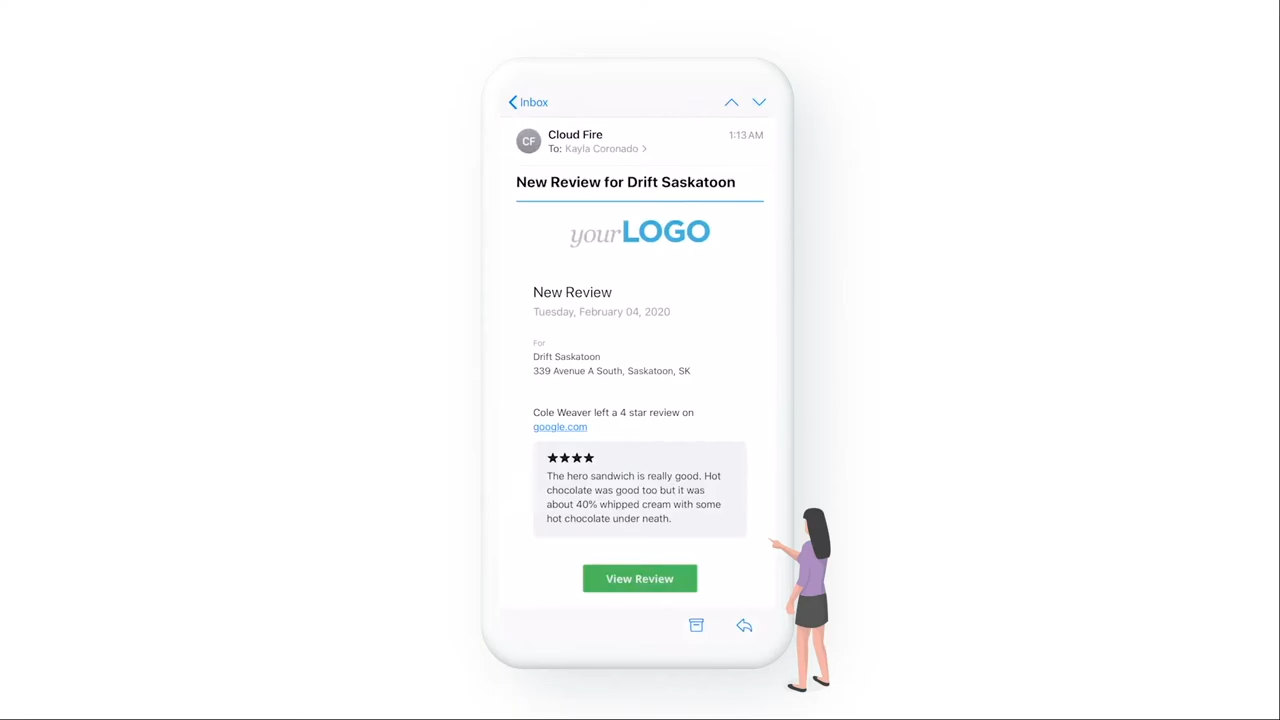 Inbox
CF
Cloud Fire
1:13 AM
To: Kayla Coronado
New Review for Drift Saskatoon
yourLOGO
New Review
Tuesday, February 04, 2020
For
Drift Saskatoon
339 Avenue A South, Saskatoon, SK
Cole Weaver left a 4 star review on
google.com
★★★★
The hero sandwich is really good. Hot
chocolate was good too but it was
about 40% whipped cream with some
hot chocolate under neath.
View Review